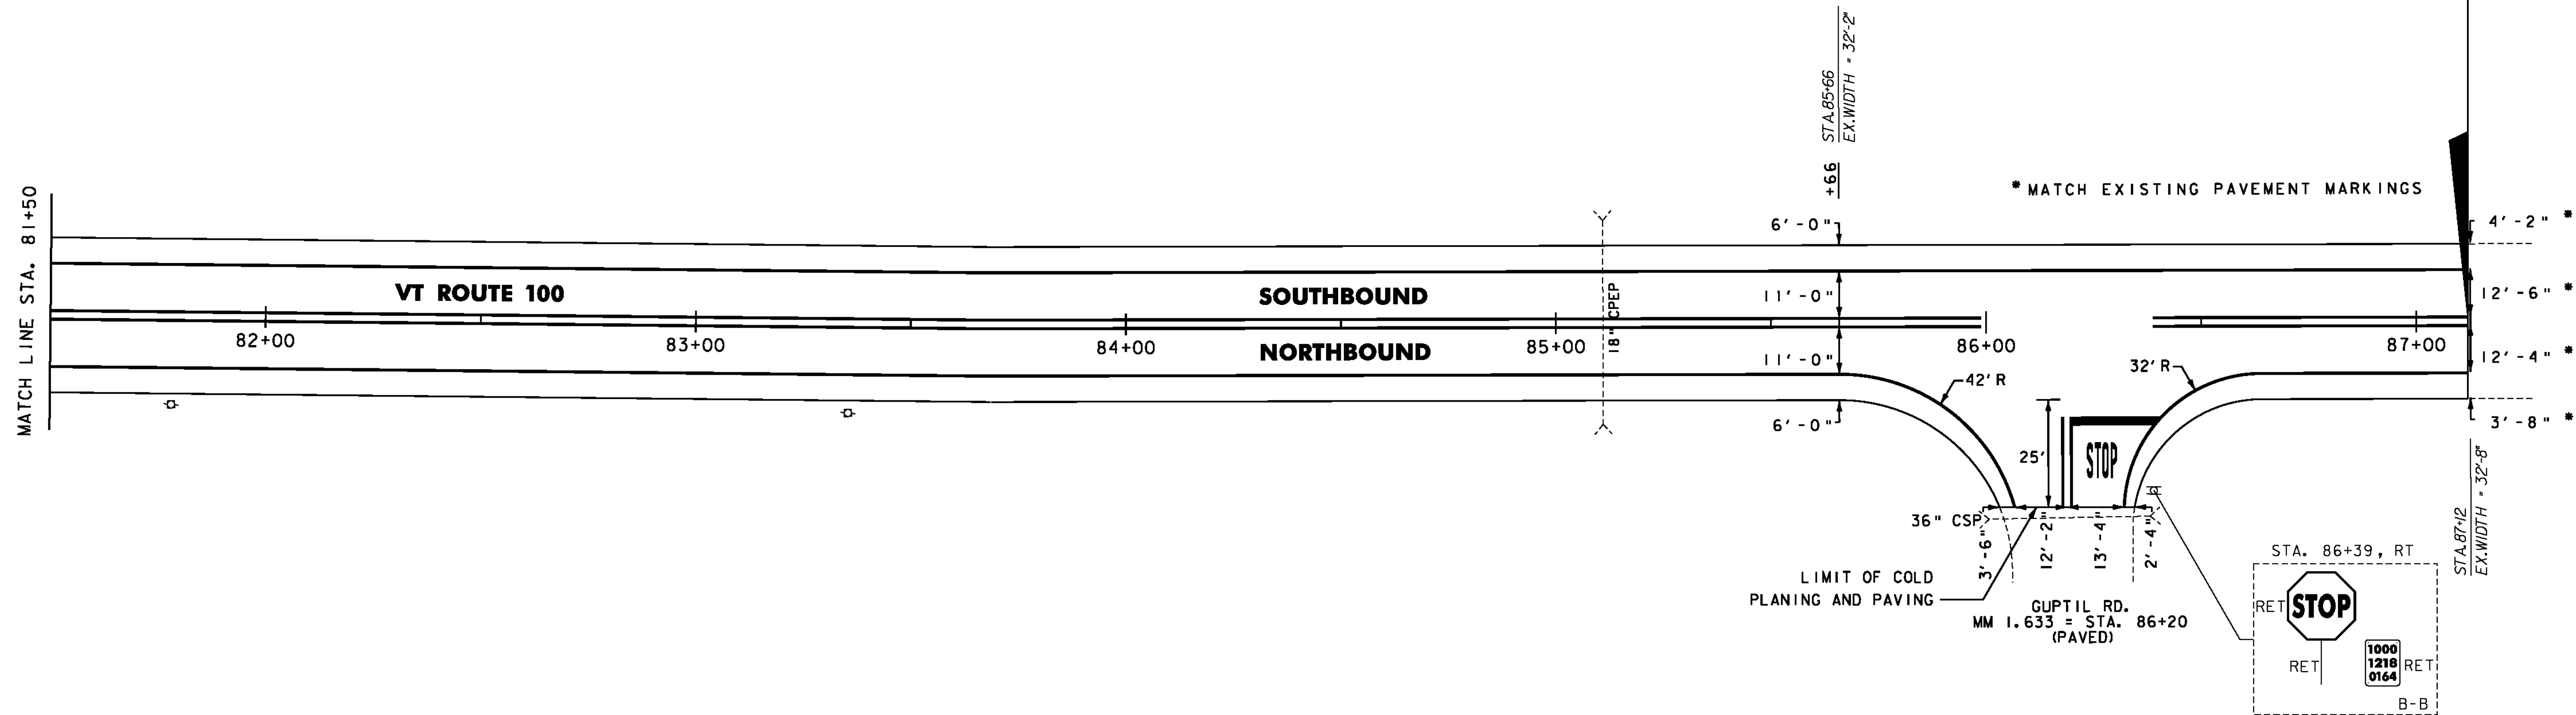 MATCH LINE STA. 81+50
VT ROUTE 100
SOUTHBOUND
NORTHBOUND
82+00
83+00
84+00
85+00
86+00
87+00
18" CPEP
STA.85+66
EX.WIDTH = 32'-2"
+66
6'-0"
11'-0"
11'-0"
6'-0"
*MATCH EXISTING PAVEMENT MARKINGS
4'-2" *
12'-6" *
12'-4" *
3'-8" *
STA.87+12
EX.WIDTH = 32'-8"
42'R
32'R
25'
STOP
36" CSP
3'-6"
12'-2"
13'-4"
2'-4"
LIMIT OF COLD
PLANING AND PAVING
GUPTIL RD.
MM 1.633 = STA. 86+20
(PAVED)
STA. 86+39, RT
RET STOP
RET
1000
1218
0164
RET
B-B